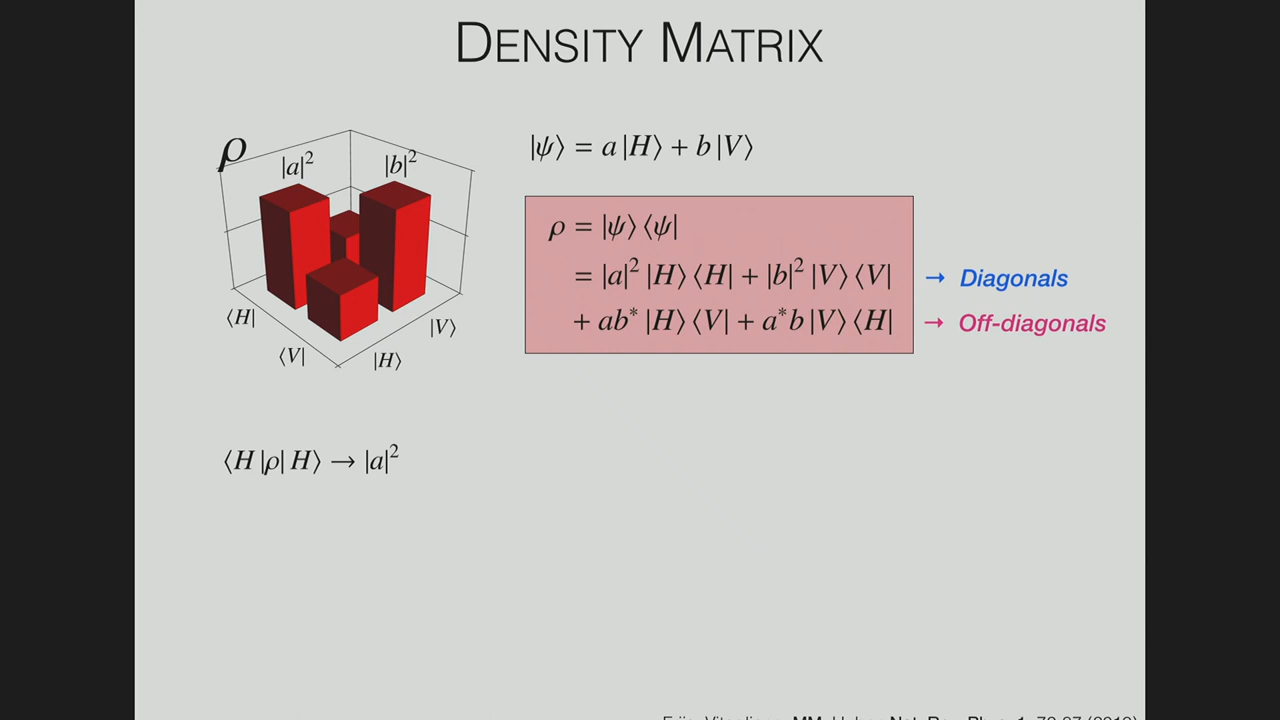 DENSITY MATRIX
ρ
|a|²
|b|²
⟨H|
⟨V|
|H⟩
|V⟩
|ψ⟩ = a|H⟩ + b|V⟩
ρ = |ψ⟩⟨ψ|
= |a|²|H⟩⟨H| + |b|²|V⟩⟨V| → Diagonals
+ ab*|H⟩⟨V| + a*b|V⟩⟨H| → Off-diagonals
⟨H|ρ|H⟩ → |a|²